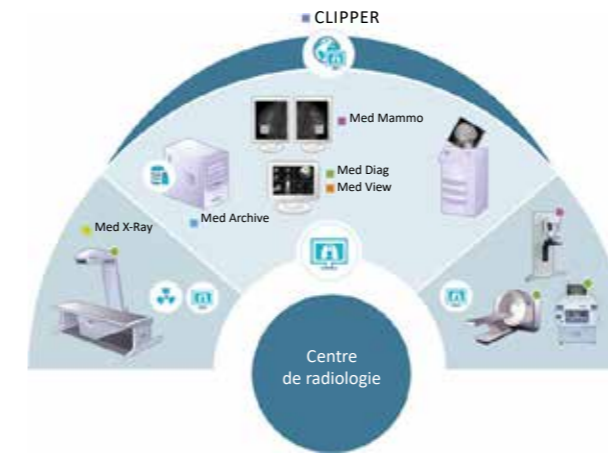 CLIPPER
Med Mammo
Med Diag
Med View
Med Archive
Med X-Ray
Centre
de radiologie